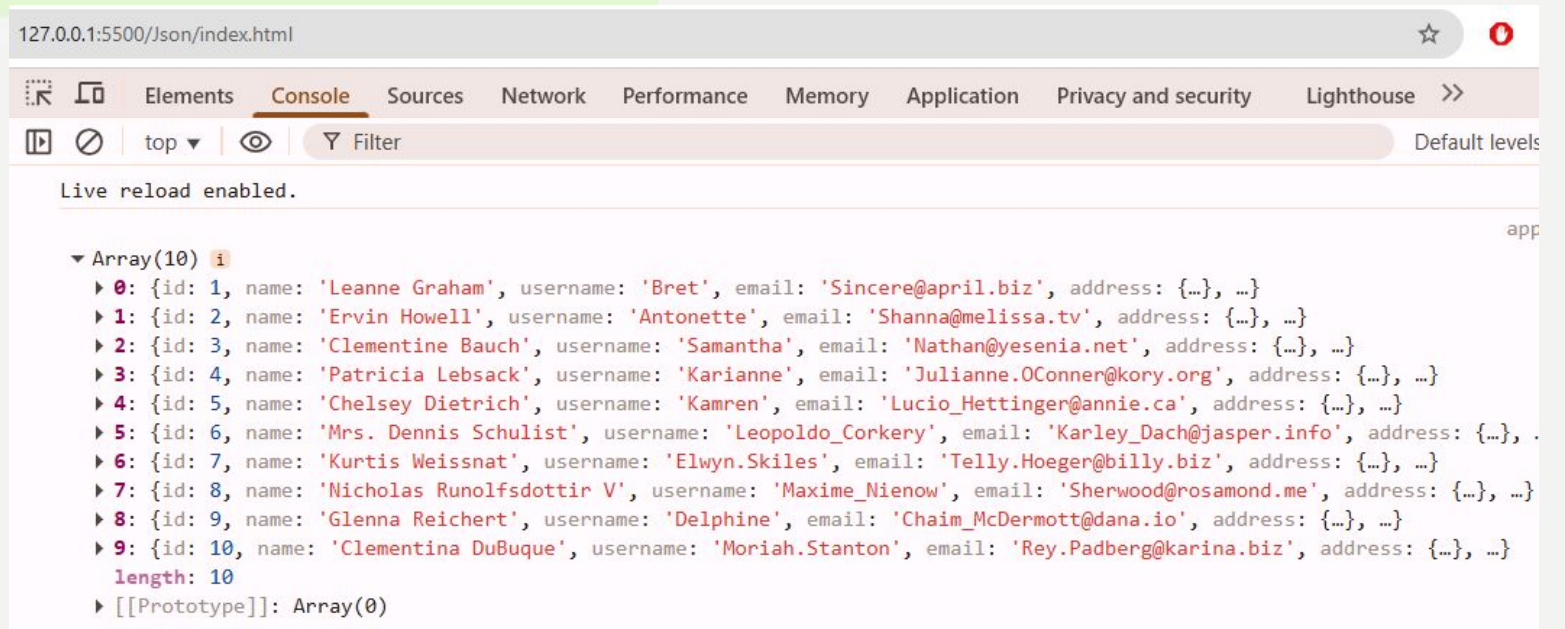 127.0.0.1:5500/Json/index.html
Elements Console Sources Network Performance Memory Application Privacy and security Lighthouse
top Filter Default levels
Live reload enabled.
app
Array(10) i
0: {id: 1, name: 'Leanne Graham', username: 'Bret', email: 'Sincere@april.biz', address: {…}, …}
1: {id: 2, name: 'Ervin Howell', username: 'Antonette', email: 'Shanna@melissa.tv', address: {…}, …}
2: {id: 3, name: 'Clementine Bauch', username: 'Samantha', email: 'Nathan@yesenia.net', address: {…}, …}
3: {id: 4, name: 'Patricia Lebsack', username: 'Karianne', email: 'Julianne.OConner@kory.org', address: {…}, …}
4: {id: 5, name: 'Chelsey Dietrich', username: 'Kamren', email: 'Lucio_Hettinger@annie.ca', address: {…}, …}
5: {id: 6, name: 'Mrs. Dennis Schulist', username: 'Leopoldo_Corkery', email: 'Karley_Dach@jasper.info', address: {…}, .
6: {id: 7, name: 'Kurtis Weissnat', username: 'Elwyn.Skiles', email: 'Telly.Hoeger@billy.biz', address: {…}, …}
7: {id: 8, name: 'Nicholas Runolfsdottir V', username: 'Maxime_Nienow', email: 'Sherwood@rosamond.me', address: {…}, …}
8: {id: 9, name: 'Glenna Reichert', username: 'Delphine', email: 'Chaim_McDermott@dana.io', address: {…}, …}
9: {id: 10, name: 'Clementina DuBuque', username: 'Moriah.Stanton', email: 'Rey.Padberg@karina.biz', address: {…}, …}
length: 10
[[Prototype]]: Array(0)